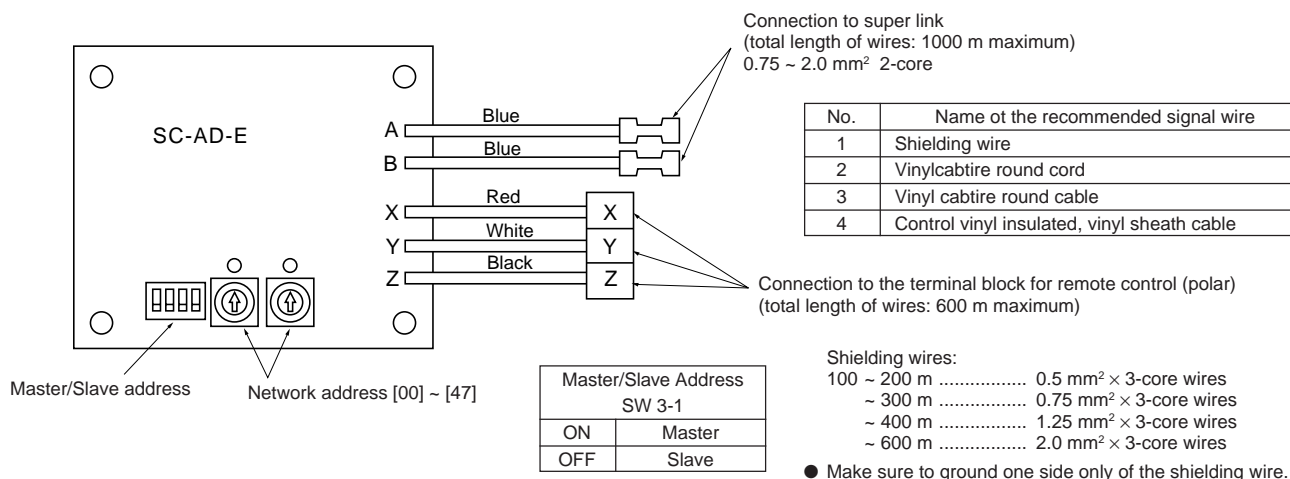 Connection to super link
(total length of wires: 1000 m maximum)
0.75 ~ 2.0 mm² 2-core
SC-AD-E
A Blue
B Blue
X Red X
Y White Y
Z Black Z
No. Name ot the recommended signal wire
1 Shielding wire
2 Vinylcabtire round cord
3 Vinyl cabtire round cable
4 Control vinyl insulated, vinyl sheath cable
Connection to the terminal block for remote control (polar)
(total length of wires: 600 m maximum)
Master/Slave address
Network address [00] ~ [47]
Master/Slave Address
SW 3-1
ON Master
OFF Slave
Shielding wires:
100 ~ 200 m ................. 0.5 mm² × 3-core wires
~ 300 m ................. 0.75 mm² × 3-core wires
~ 400 m ................. 1.25 mm² × 3-core wires
~ 600 m ................. 2.0 mm² × 3-core wires
● Make sure to ground one side only of the shielding wire.